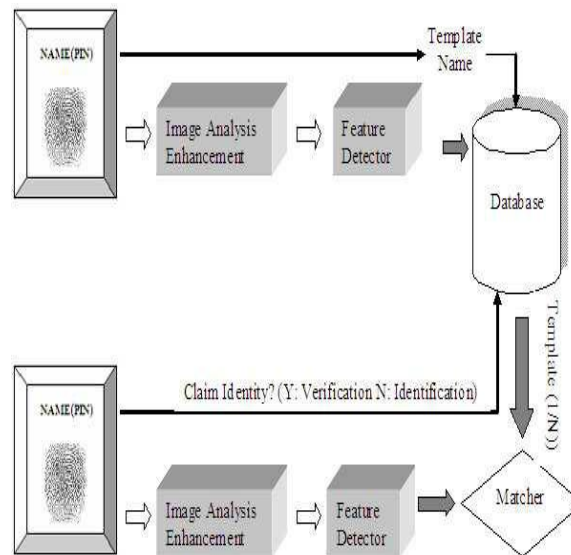 NAME(PIN)
Template
Name
Image Analysis
Enhancement
Feature
Detector
Database
Template (1/N))
Claim Identity? (Y: Verification N: Identification)
NAME(PIN)
Image Analysis
Enhancement
Feature
Detector
Matcher